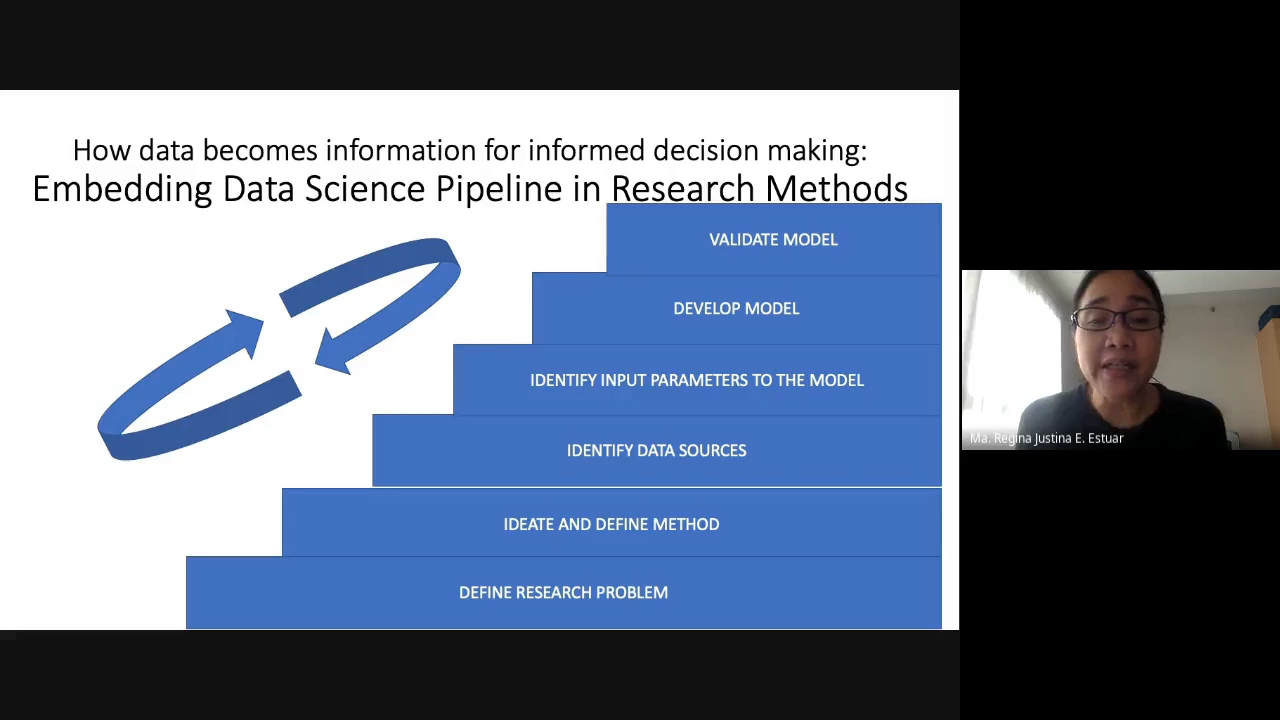 How data becomes information for informed decision making:
Embedding Data Science Pipeline in Research Methods
VALIDATE MODEL
DEVELOP MODEL
IDENTIFY INPUT PARAMETERS TO THE MODEL
IDENTIFY DATA SOURCES
IDEATE AND DEFINE METHOD
DEFINE RESEARCH PROBLEM
Ma. Regina Justina E. Estuar